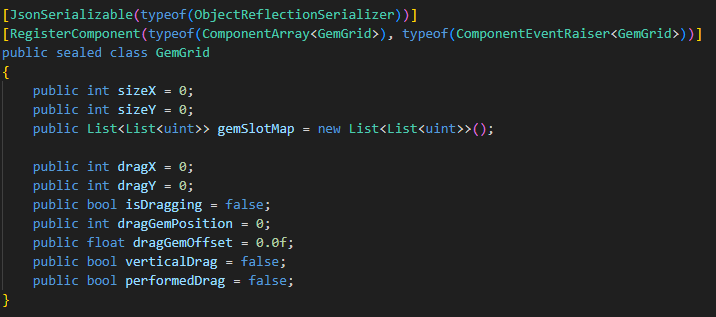 [JsonSerializable(typeof(ObjectReflectionSerializer))]
[RegisterComponent(typeof(ComponentArray<GemGrid>), typeof(ComponentEventRaiser<GemGrid>))]
public sealed class GemGrid
{
    public int sizeX = 0;
    public int sizeY = 0;
    public List<List<uint>> gemSlotMap = new List<List<uint>>();

    public int dragX = 0;
    public int dragY = 0;
    public bool isDragging = false;
    public int dragGemPosition = 0;
    public float dragGemOffset = 0.0f;
    public bool verticalDrag = false;
    public bool performedDrag = false;
}